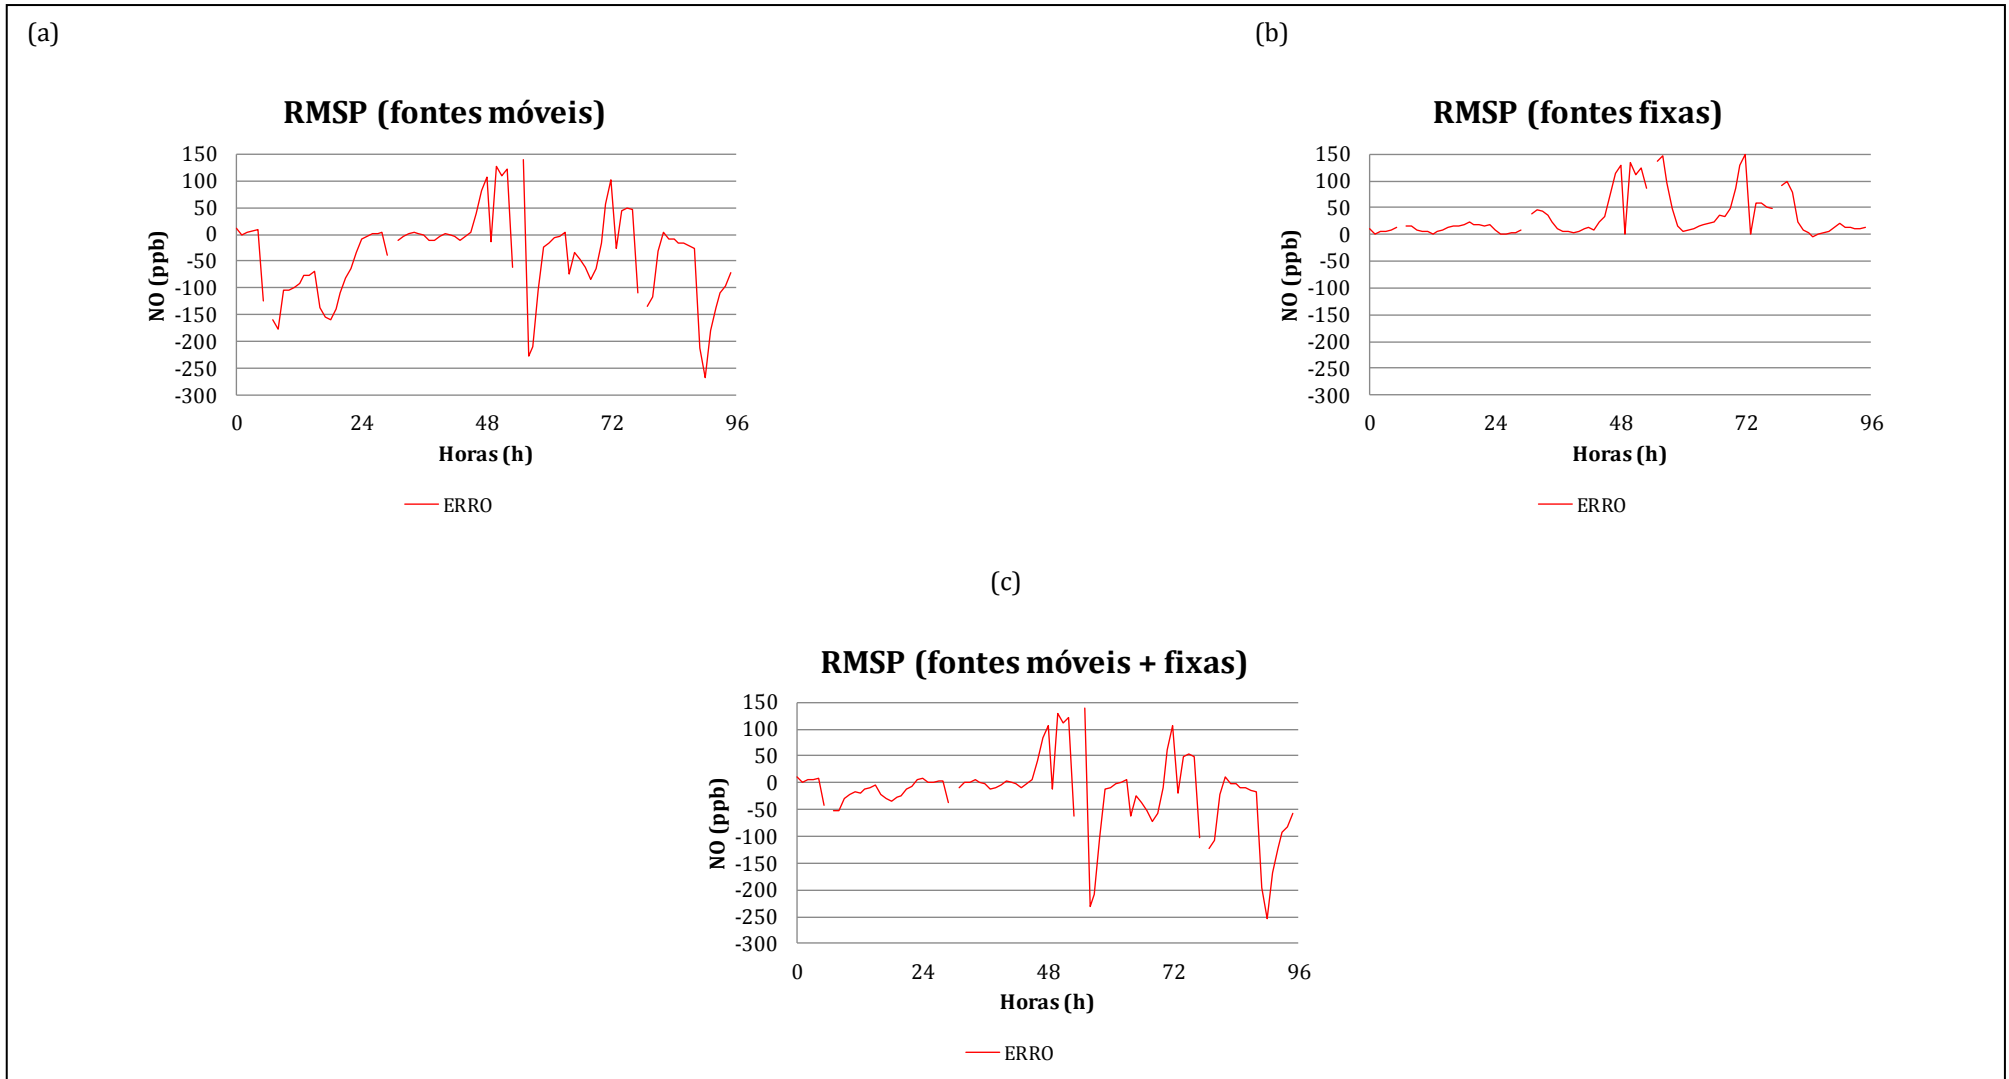 (a)
(b)
RMSP (fontes móveis)
150
100
50
0
-50
-100
-150
-200
-250
-300
NO (ppb)
0 24 48 72 96
Horas (h)
ERRO
RMSP (fontes fixas)
150
100
50
0
-50
-100
-150
-200
-250
-300
NO (ppb)
0 24 48 72 96
Horas (h)
ERRO
(c)
RMSP (fontes móveis + fixas)
150
100
50
0
-50
-100
-150
-200
-250
-300
NO (ppb)
0 24 48 72 96
Horas (h)
ERRO